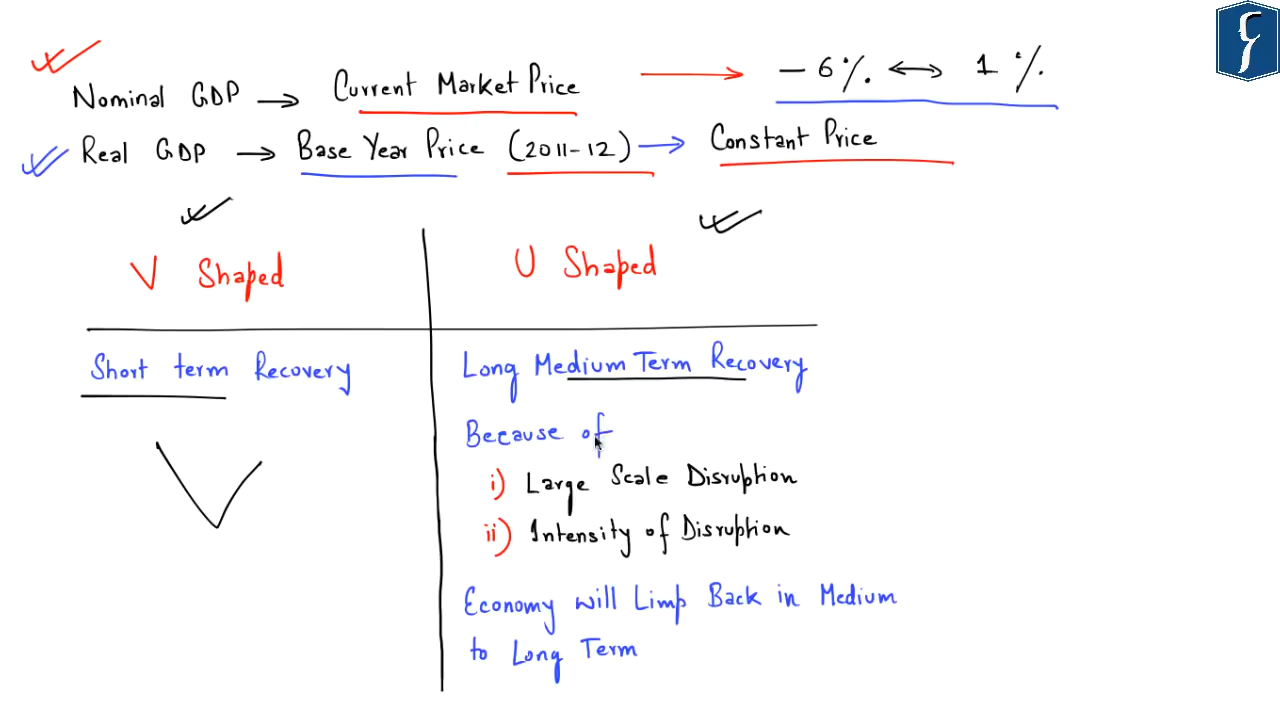 Nominal GDP → Current Market Price → – 6% ↔ 1 %
Real GDP → Base Year Price (2011-12) → Constant Price
V Shaped
U Shaped
Short term Recovery
Long Medium Term Recovery
Because of
i) Large Scale Disruption
ii) Intensity of Disruption
Economy will Limp Back in Medium
to Long Term